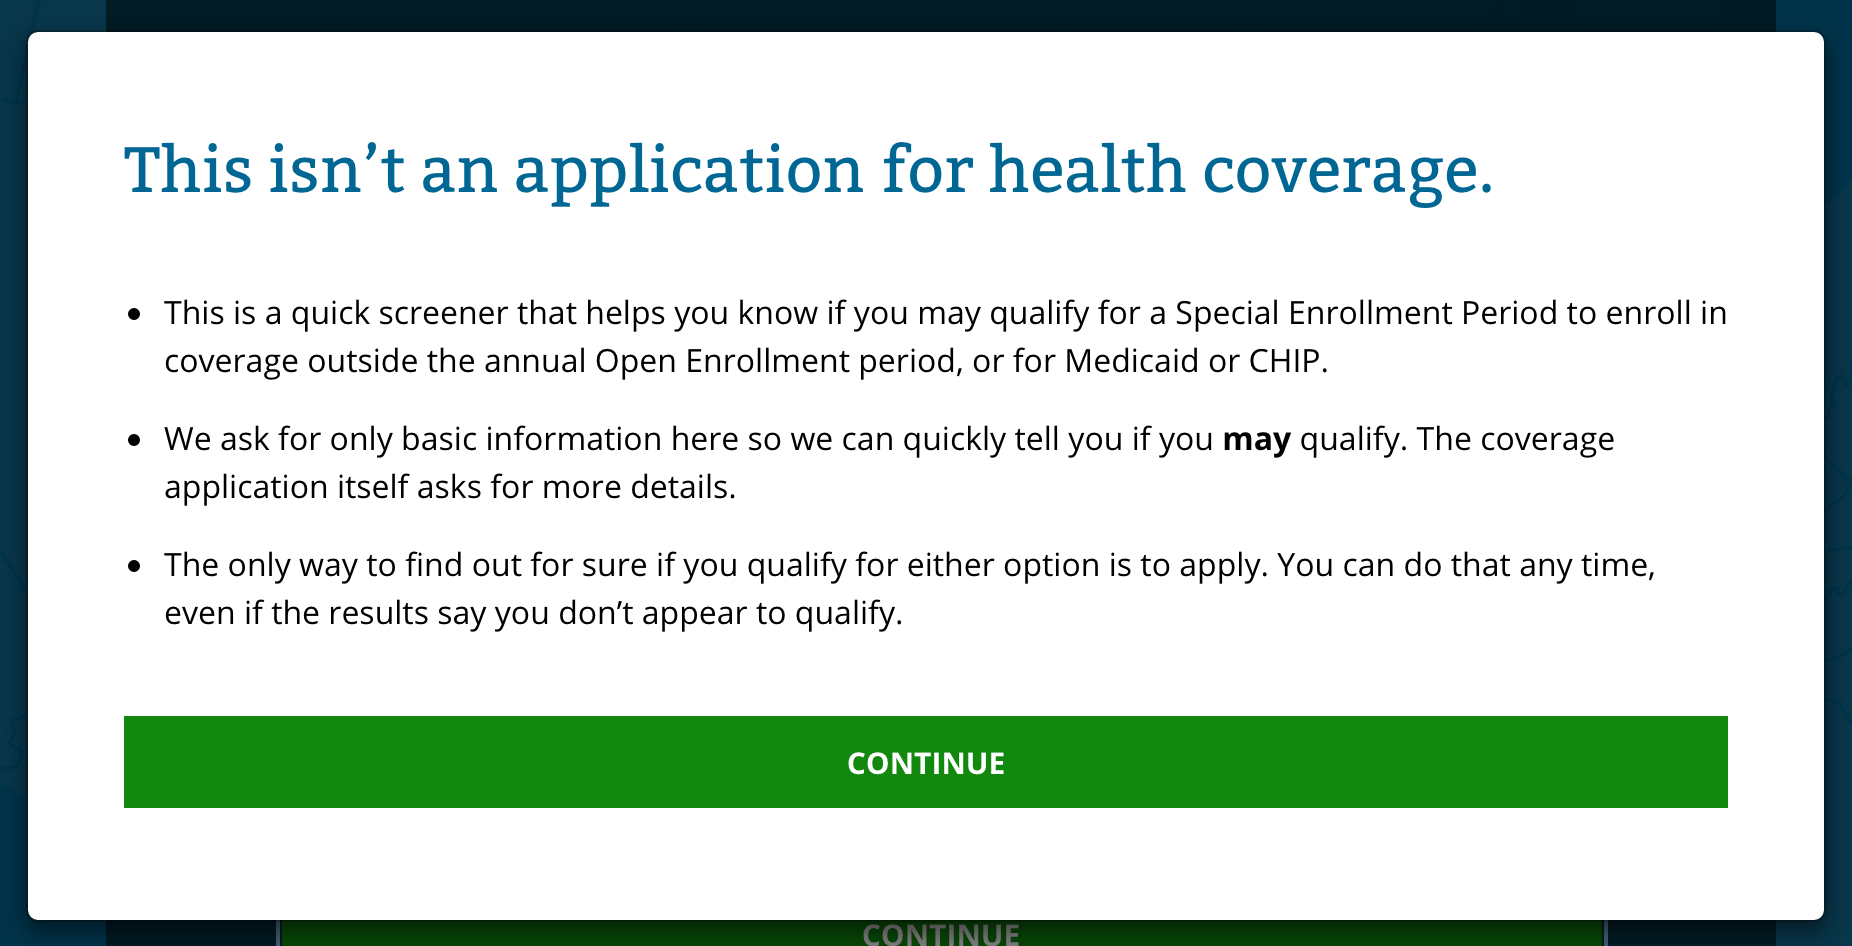 This isn’t an application for health coverage.
• This is a quick screener that helps you know if you may qualify for a Special Enrollment Period to enroll in
coverage outside the annual Open Enrollment period, or for Medicaid or CHIP.
• We ask for only basic information here so we can quickly tell you if you may qualify. The coverage
application itself asks for more details.
• The only way to find out for sure if you qualify for either option is to apply. You can do that any time,
even if the results say you don’t appear to qualify.
CONTINUE
CONTINUE